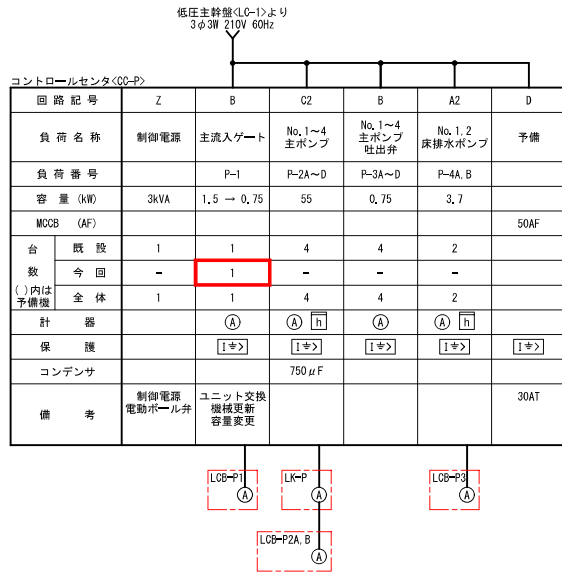 低圧主幹盤<LC-1>より
3φ3W 210V 60Hz
コントロールセンタ<CC-P>
回路記号 Z B C2 B A2 D
負荷名称 制御電源 主流入ゲート No.1~4 主ポンプ No.1~4 主ポンプ 吐出弁 No.1,2 床排水ポンプ 予備
負荷番号 P-1 P-2A~D P-3A~D P-4A,B
容量(kW) 3kVA 1.5 → 0.75 55 0.75 3.7
MCCB (AF) 50AF
台数 ( )内は予備機
既設 1 1 4 4 2
今回 - 1 - - -
全体 1 1 4 4 2
計器 A A h A A h
保護 I≑> I≑> I≑> I≑> I≑>
コンデンサ 750μF
備考 制御電源 電動ボール弁 ユニット交換 機械更新 容量変更 30AT
LCB-P1 LK-P LCB-P3
A A A
LCB-P2A,B
A